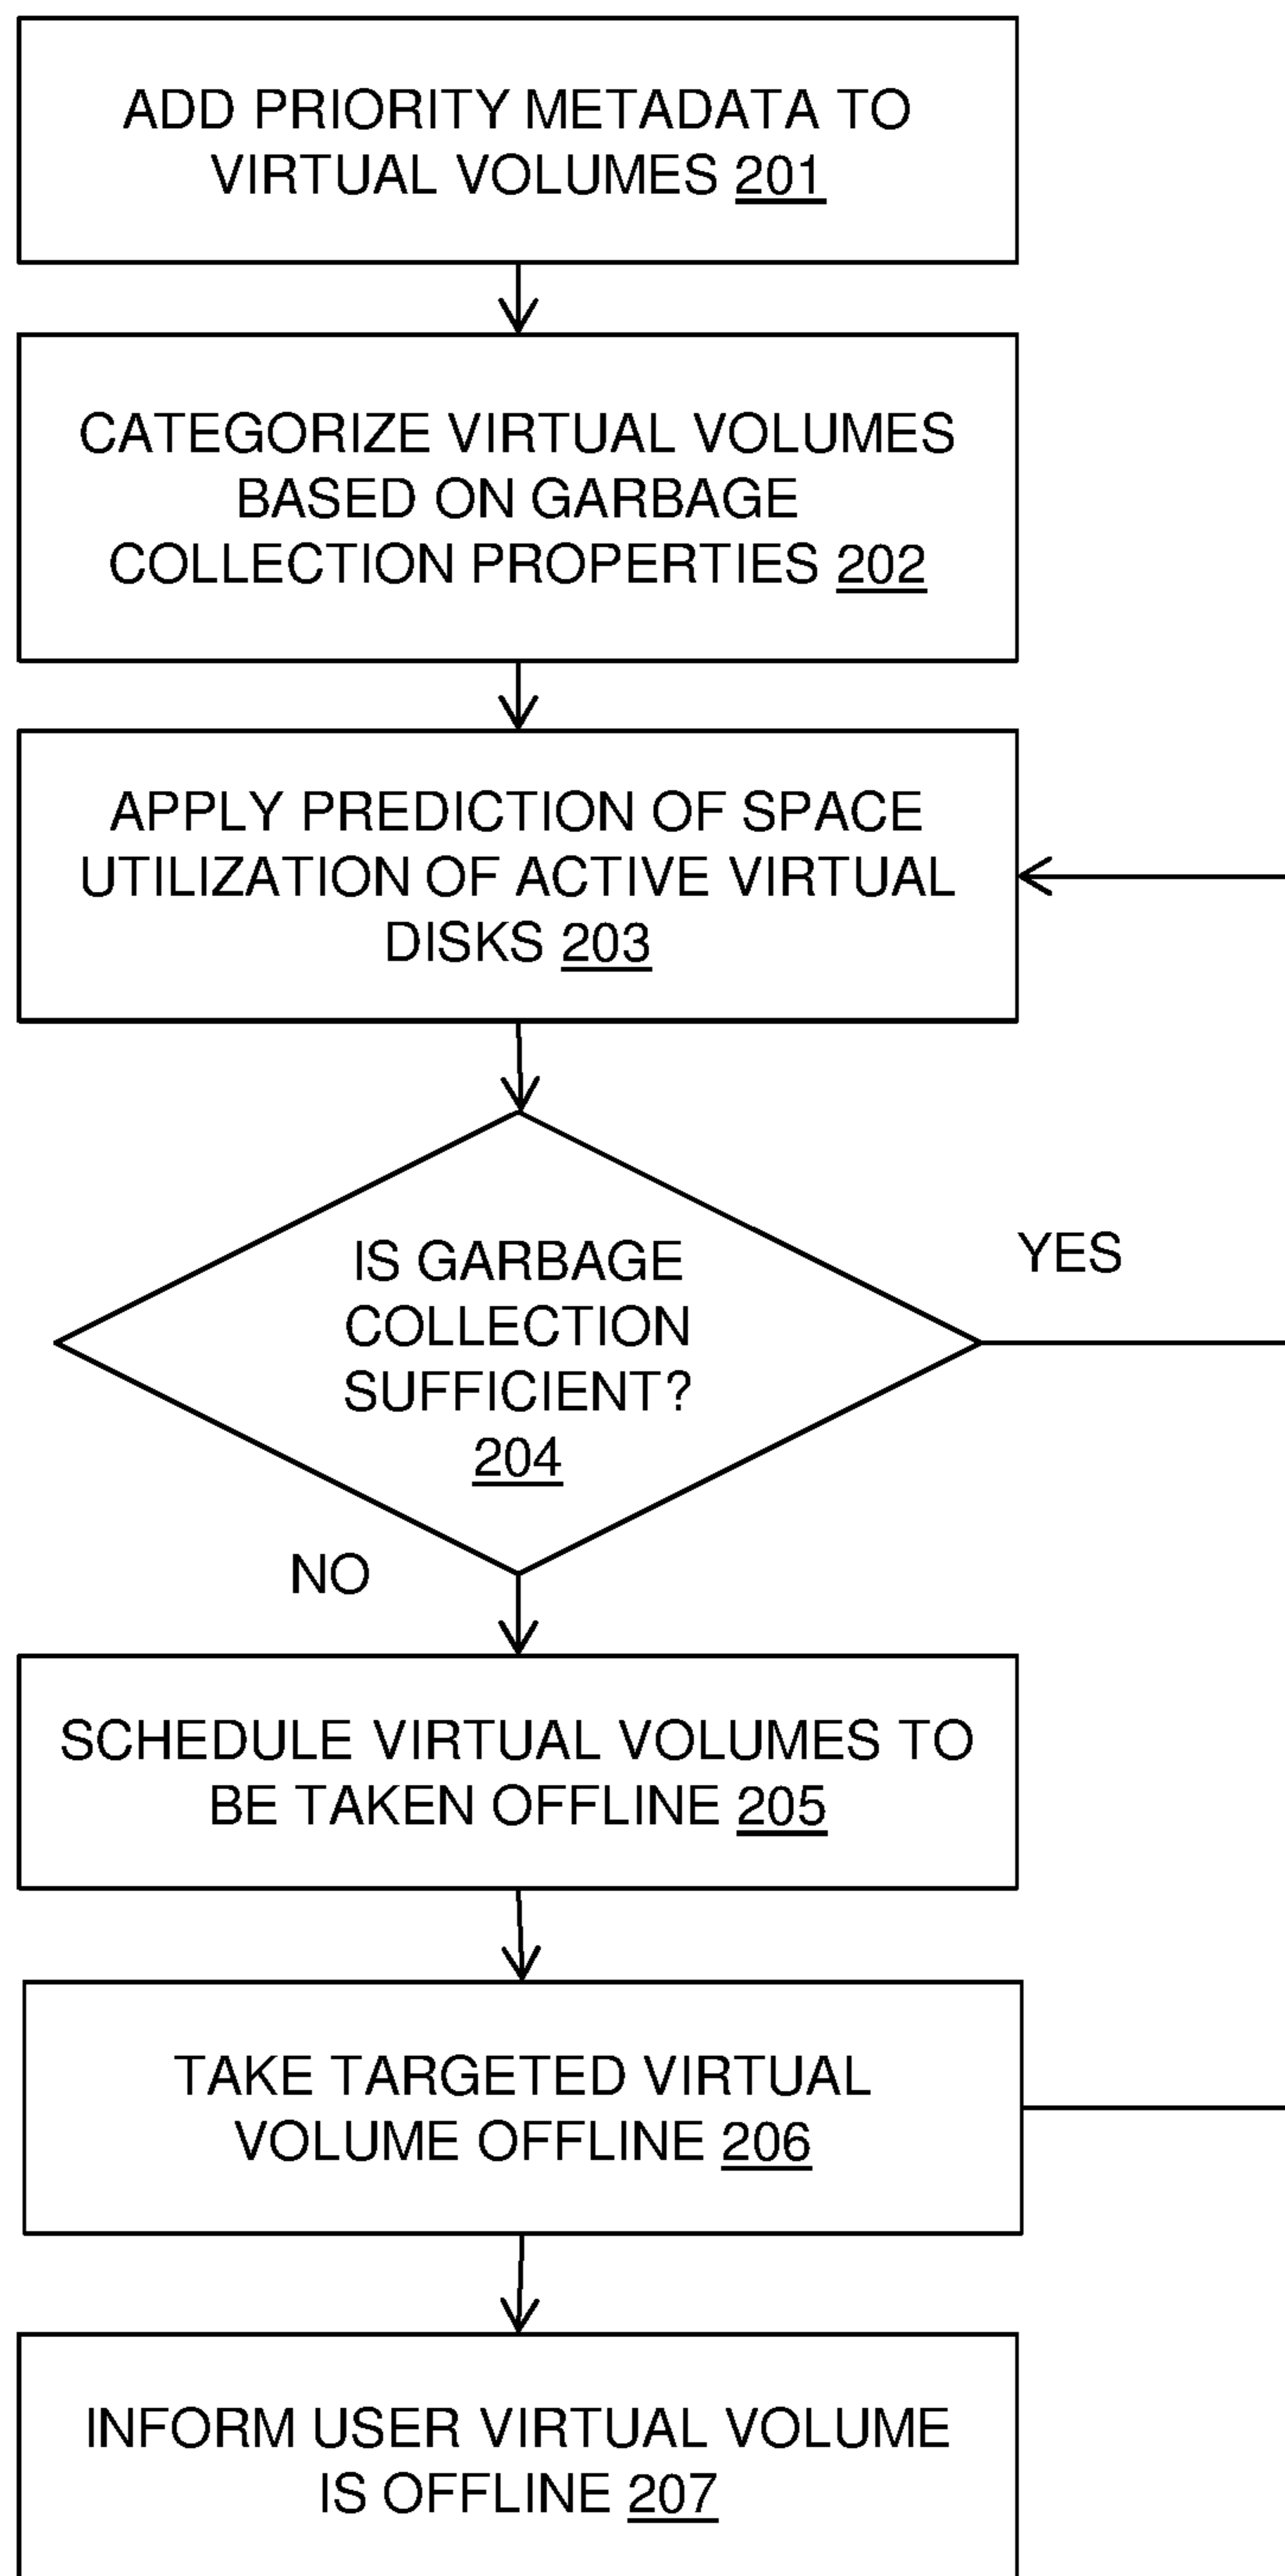 ADD PRIORITY METADATA TO
VIRTUAL VOLUMES 201
CATEGORIZE VIRTUAL VOLUMES
BASED ON GARBAGE
COLLECTION PROPERTIES 202
APPLY PREDICTION OF SPACE
UTILIZATION OF ACTIVE VIRTUAL
DISKS 203
IS GARBAGE
COLLECTION
SUFFICIENT?
204
YES
NO
SCHEDULE VIRTUAL VOLUMES TO
BE TAKEN OFFLINE 205
TAKE TARGETED VIRTUAL
VOLUME OFFLINE 206
INFORM USER VIRTUAL VOLUME
IS OFFLINE 207